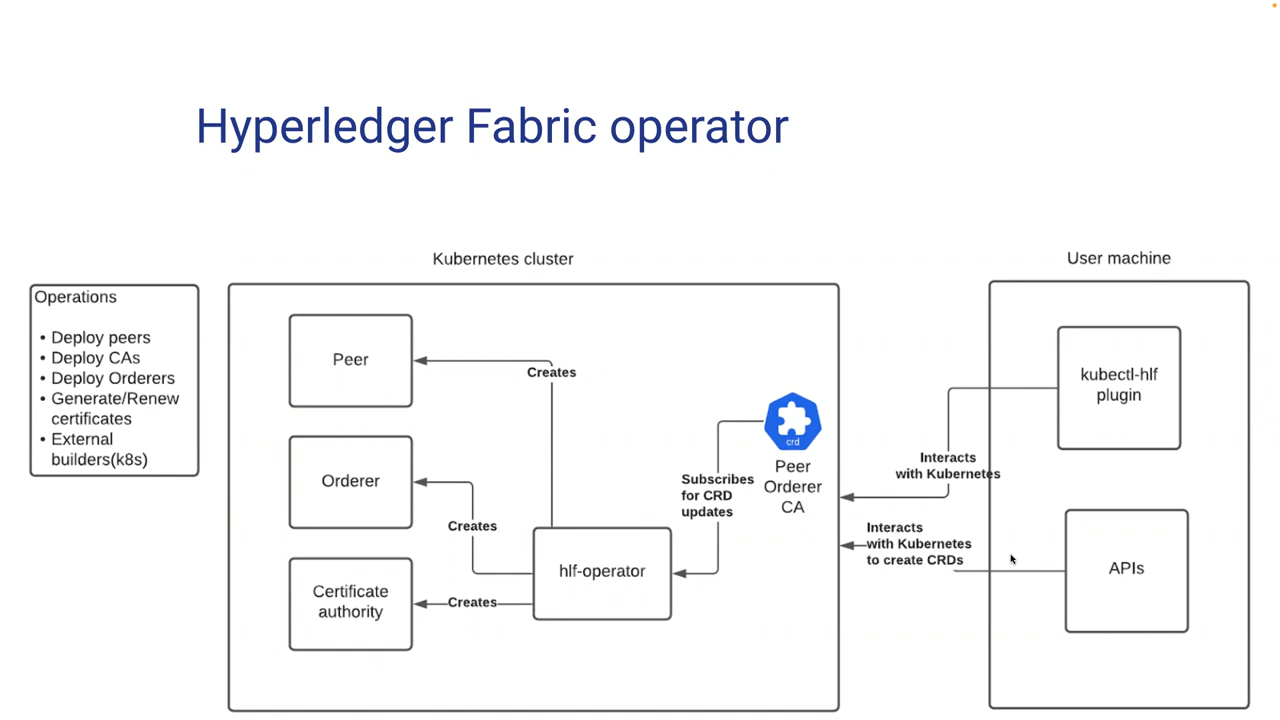 Hyperledger Fabric operator
Kubernetes cluster
User machine
Operations
• Deploy peers
• Deploy CAs
• Deploy Orderers
• Generate/Renew
certificates
• External
builders(k8s)
Peer
Creates
Orderer
Creates
Certificate
authority
Creates
hlf-operator
Subscribes
for CRD
updates
crd
Peer
Orderer
CA
Interacts
with Kubernetes
Interacts
with Kubernetes
to create CRDs
kubectl-hlf
plugin
APIs